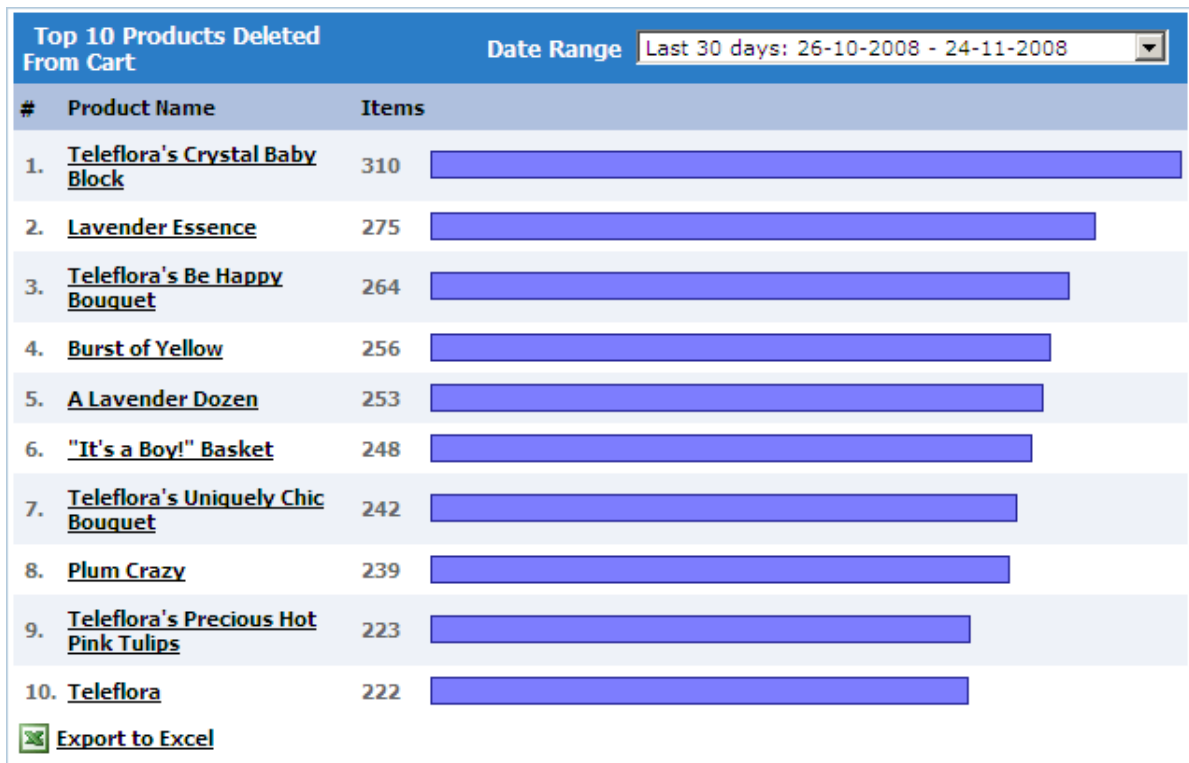 Top 10 Products Deleted
From Cart
Date Range Last 30 days: 26-10-2008 - 24-11-2008
# Product Name Items
1. Teleflora's Crystal Baby
Block
310
2. Lavender Essence 275
3. Teleflora's Be Happy
Bouquet
264
4. Burst of Yellow 256
5. A Lavender Dozen 253
6. "It's a Boy!" Basket 248
7. Teleflora's Uniquely Chic
Bouquet
242
8. Plum Crazy 239
9. Teleflora's Precious Hot
Pink Tulips
223
10. Teleflora 222
Export to Excel